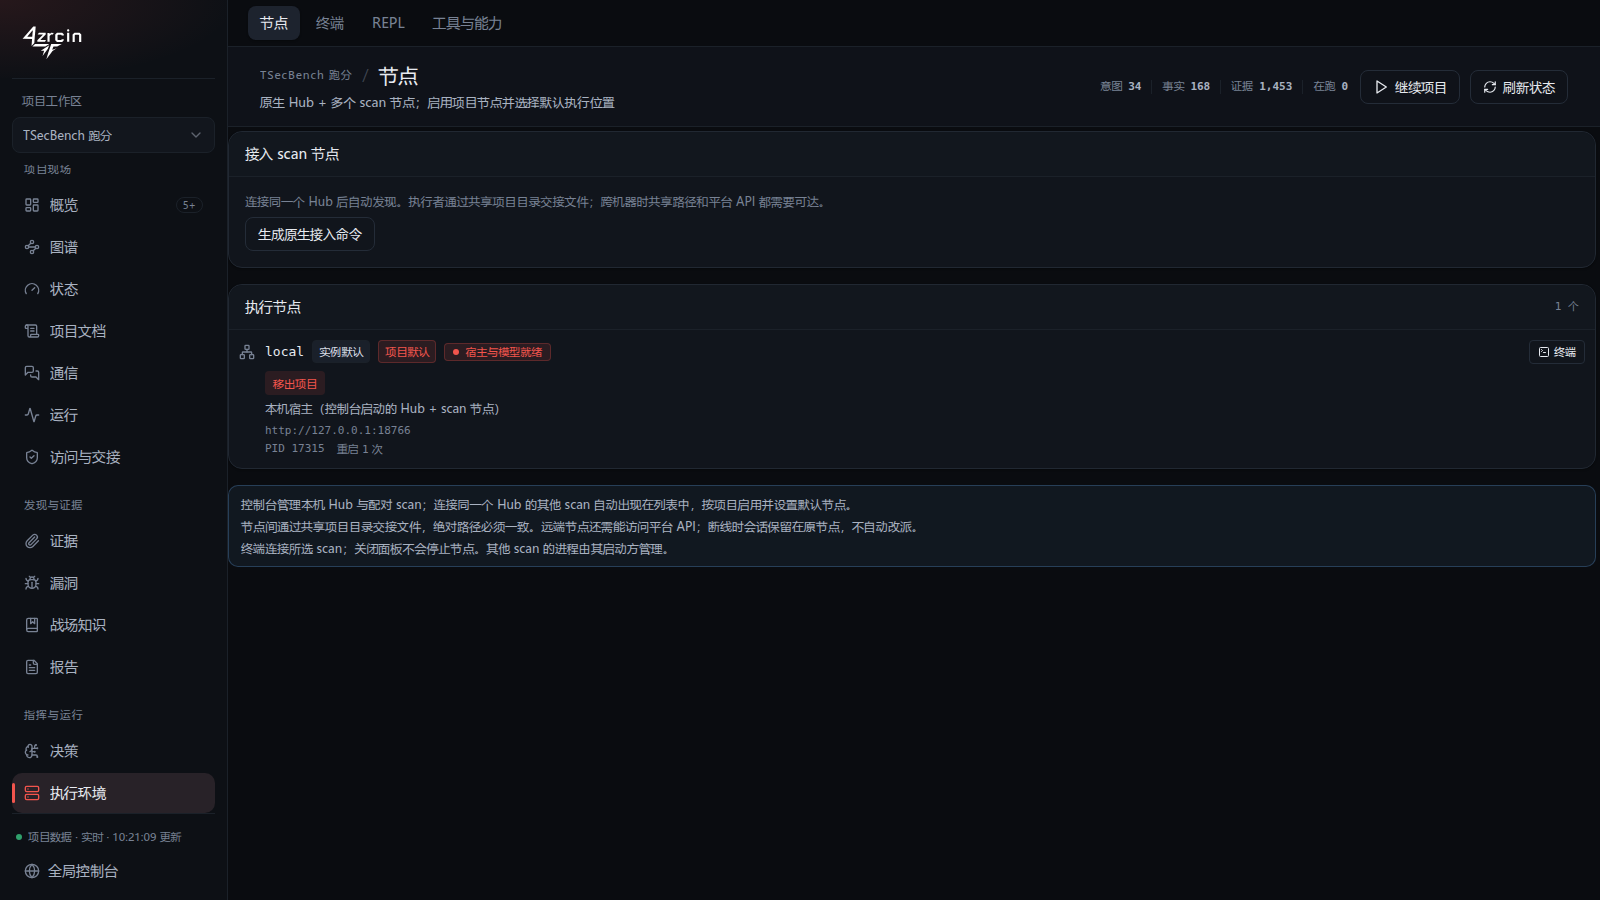 Azrcin
项目工作区
TSecBench 跑分
项目现场
概览 5+
图谱
状态
项目文档
通信
运行
访问与交接
发现与证据
证据
漏洞
战场知识
报告
指挥与运行
决策
执行环境
项目数据 · 实时 · 10:21:09 更新
全局控制台
节点 终端 REPL 工具与能力
TSecBench 跑分 / 节点
原生 Hub + 多个 scan 节点；启用项目节点并选择默认执行位置
意图 34 事实 168 证据 1,453 在跑 0 继续项目 刷新状态
接入 scan 节点
连接同一个 Hub 后自动发现。执行者通过共享项目目录交接文件；跨机器时共享路径和平台 API 都需要可达。
生成原生接入命令
执行节点 1 个
local 实例默认 项目默认 宿主与模型就绪 终端
移出项目
本机宿主（控制台启动的 Hub + scan 节点）
http://127.0.0.1:18766
PID 17315 重启 1 次
控制台管理本机 Hub 与配对 scan；连接同一个 Hub 的其他 scan 自动出现在列表中，按项目启用并设置默认节点。
节点间通过共享项目目录交接文件，绝对路径必须一致。远端节点还需能访问平台 API；断线时会话保留在原节点，不自动改派。
终端连接所选 scan；关闭面板不会停止节点。其他 scan 的进程由其启动方管理。